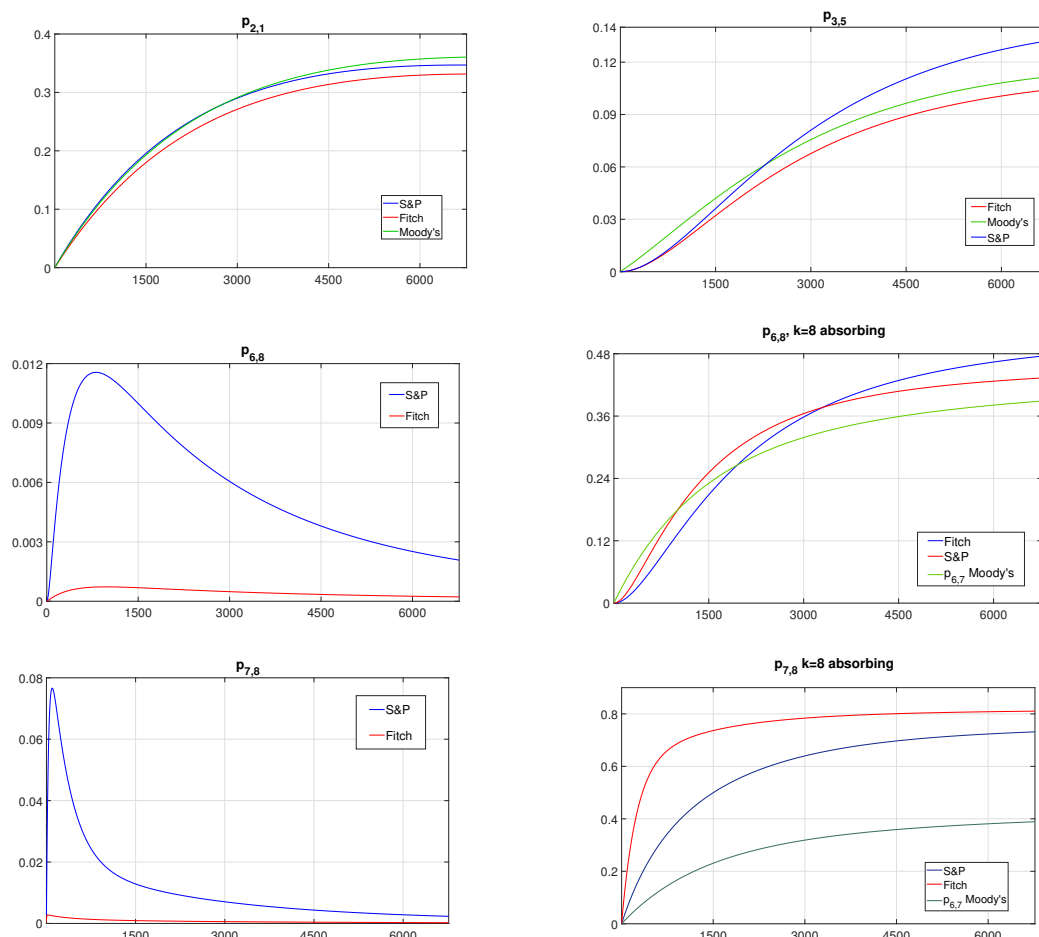 p2,1
0.4
0.3
0.2
0.1
0
1500 3000 4500 6000
S&P
Fitch
Moody's
p3,5
0.14
0.12
0.09
0.06
0.03
0
1500 3000 4500 6000
Fitch
Moody's
S&P
p6,8
0.012
0.009
0.006
0.003
0
0 1500 3000 4500 6000
S&P
Fitch
p6,8, k=8 absorbing
0.48
0.36
0.24
0.12
0
1500 3000 4500 6000
Fitch
S&P
p6,7 Moody's
p7,8
0.08
0.06
0.04
0.02
0
1500 3000 4500 6000
S&P
Fitch
p7,8 k=8 absorbing
0.8
0.6
0.4
0.2
0
1500 3000 4500 6000
S&P
Fitch
p6,7 Moody's